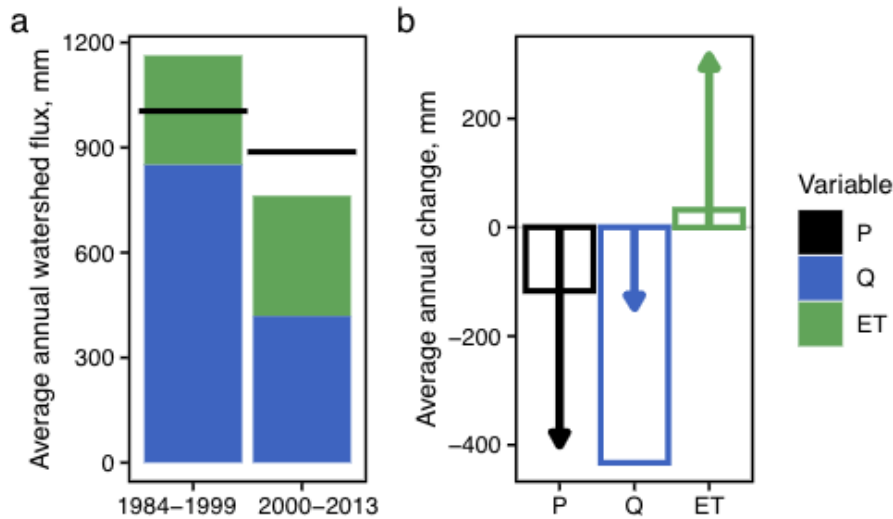 a
Average annual watershed flux, mm
1200
900
600
300
0
1984–1999
2000–2013
b
Average annual change, mm
200
0
−200
−400
P
Q
ET
Variable
P
Q
ET